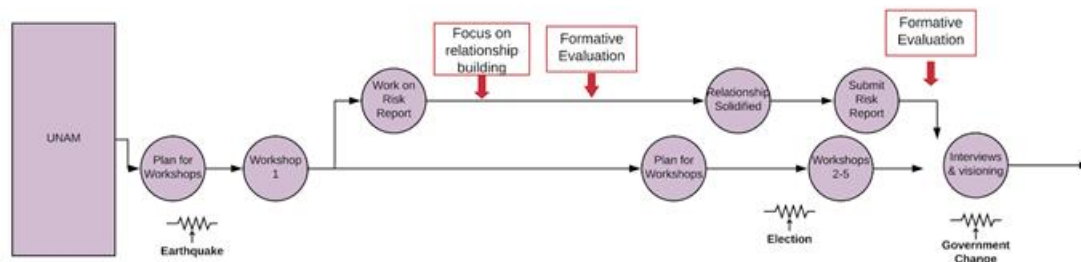 Focus on
relationship
building
Formative
Evaluation
Formative
Evaluation
Work on
Risk
Report
Relationship
Solidified
Submit
Risk
Report
UNAM
Plan for
Workshops
Workshop
1
Plan for
Workshops
Workshops
2-5
Interviews
& visioning
Earthquake
Election
Government
Change